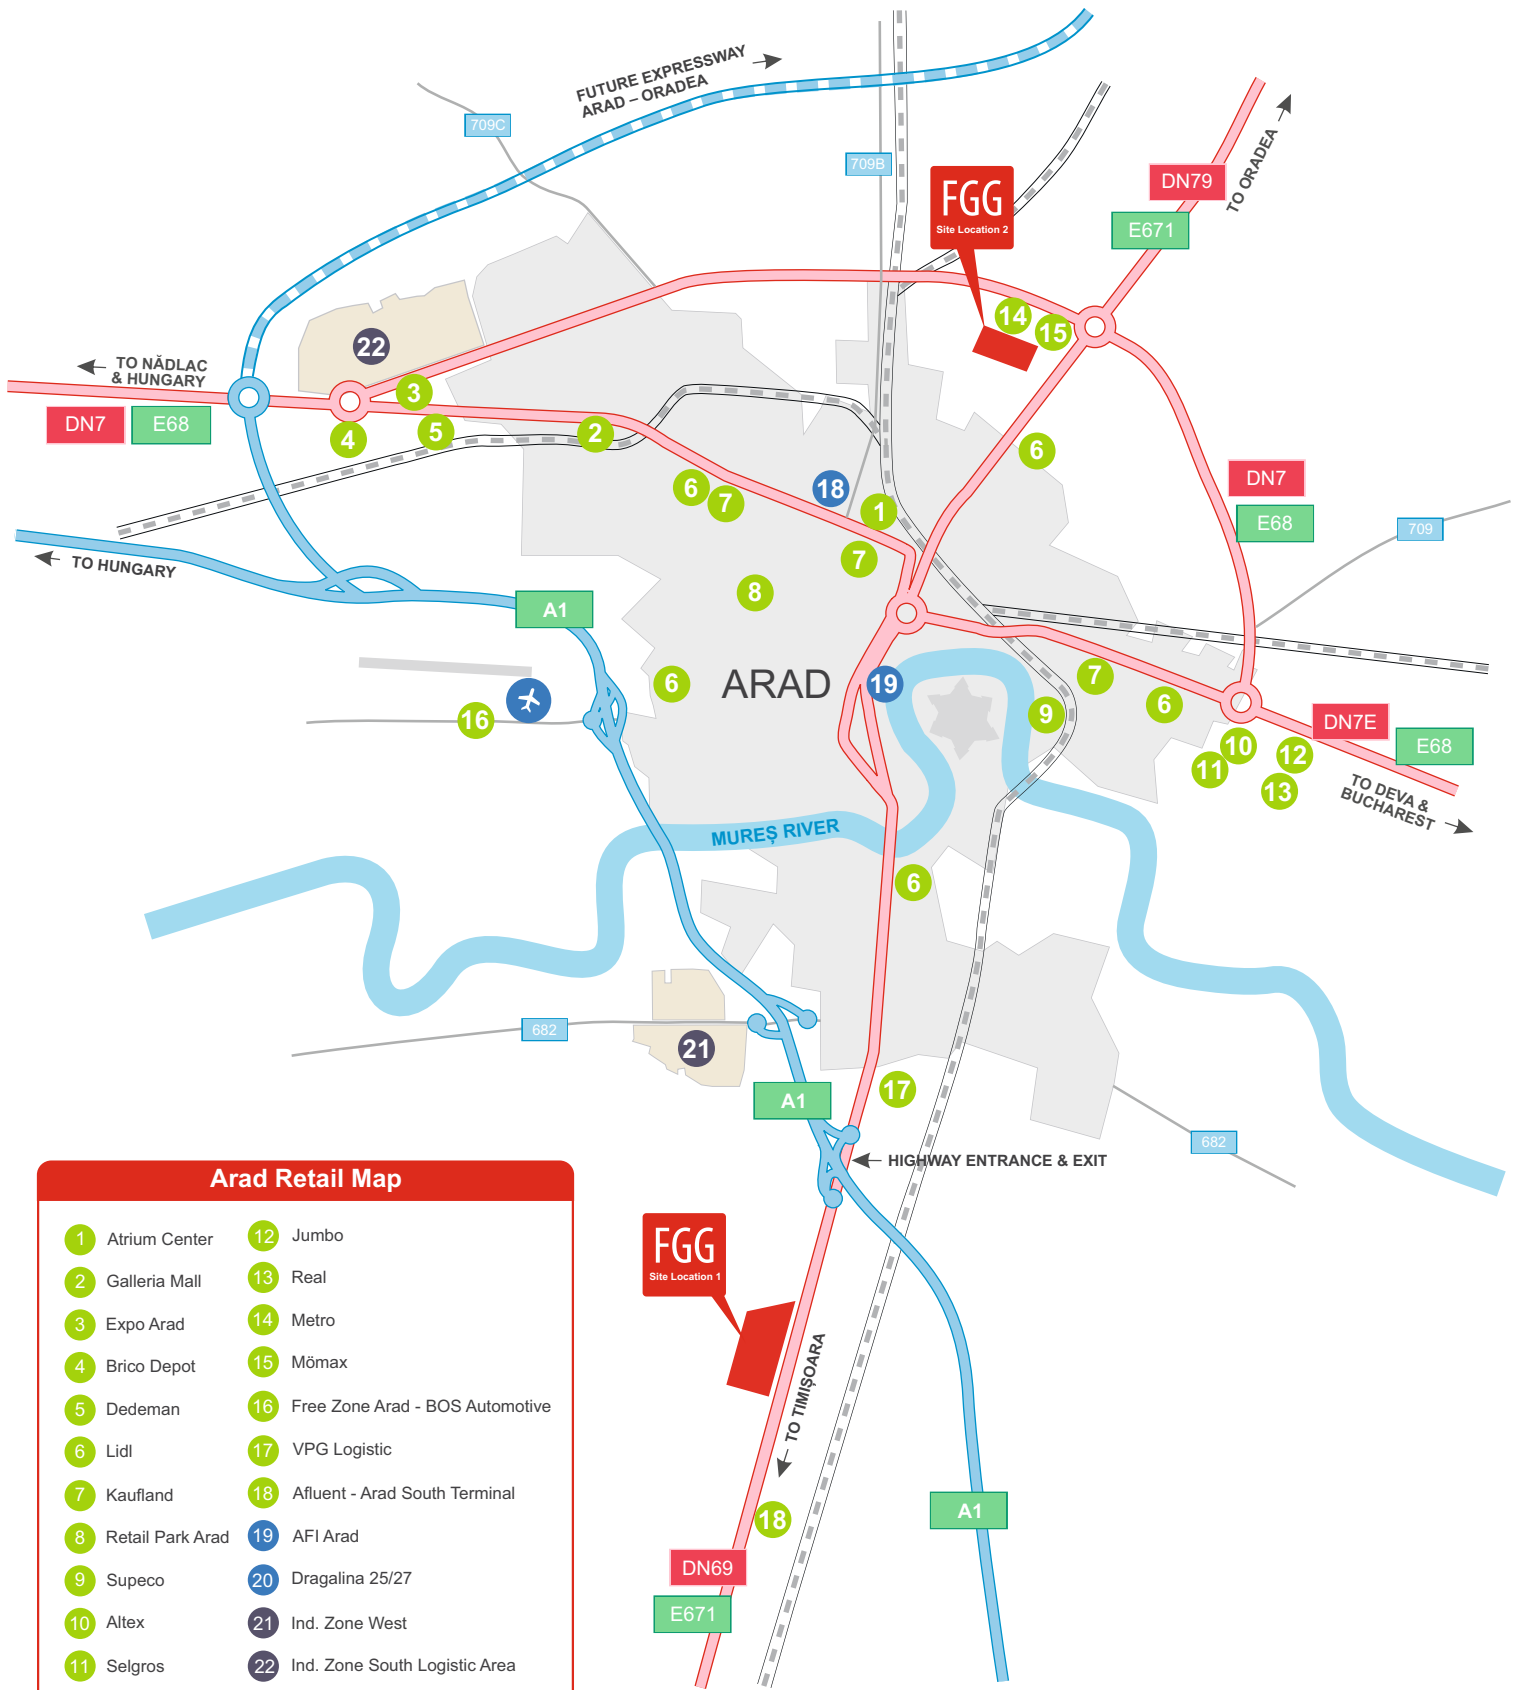 FUTURE EXPRESSWAY
ARAD – ORADEA
709C
709B
FGG
Site Location 2
DN79
TO ORADEA
E671
14
15
22
TO NĂDLAC
& HUNGARY
DN7
E68
3
4
5
2
6
7
18
1
7
6
DN7
E68
709
TO HUNGARY
A1
8
6
ARAD
19
7
6
9
16
10
11
12
13
DN7E
E68
TO DEVA &
BUCHAREST
MUREȘ RIVER
6
682
21
A1
17
682
HIGHWAY ENTRANCE & EXIT
FGG
Site Location 1
TO TIMIȘOARA
18
A1
DN69
E671
Arad Retail Map
1 Atrium Center
2 Galleria Mall
3 Expo Arad
4 Brico Depot
5 Dedeman
6 Lidl
7 Kaufland
8 Retail Park Arad
9 Supeco
10 Altex
11 Selgros
12 Jumbo
13 Real
14 Metro
15 Mömax
16 Free Zone Arad - BOS Automotive
17 VPG Logistic
18 Afluent - Arad South Terminal
19 AFI Arad
20 Dragalina 25/27
21 Ind. Zone West
22 Ind. Zone South Logistic Area